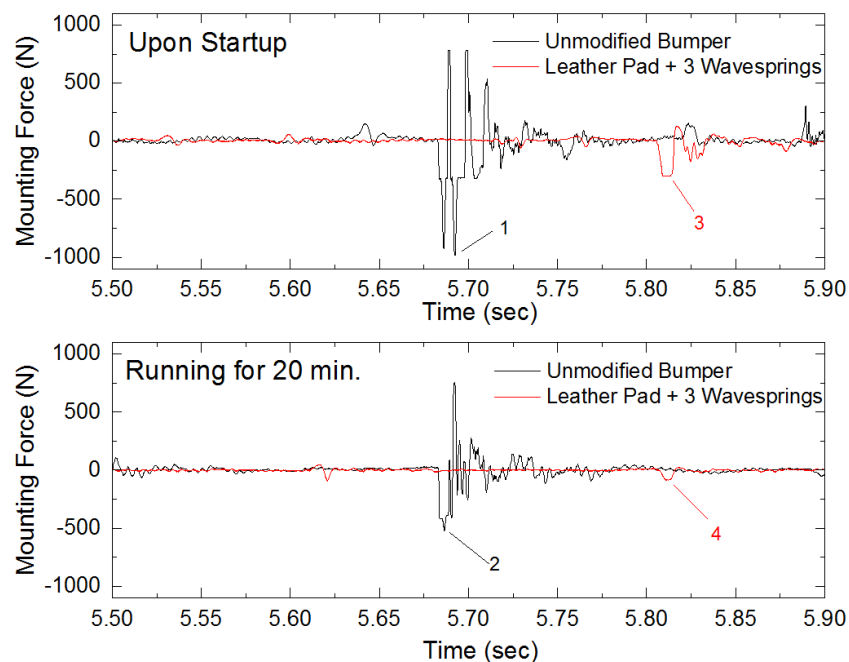 Upon Startup
Unmodified Bumper
Leather Pad + 3 Wavesprings
Mounting Force (N)
1000
500
0
-500
-1000
1
3
5.50 5.55 5.60 5.65 5.70 5.75 5.80 5.85 5.90
Time (sec)
Running for 20 min.
Unmodified Bumper
Leather Pad + 3 Wavesprings
Mounting Force (N)
1000
500
0
-500
-1000
2
4
5.50 5.55 5.60 5.65 5.70 5.75 5.80 5.85 5.90
Time (sec)